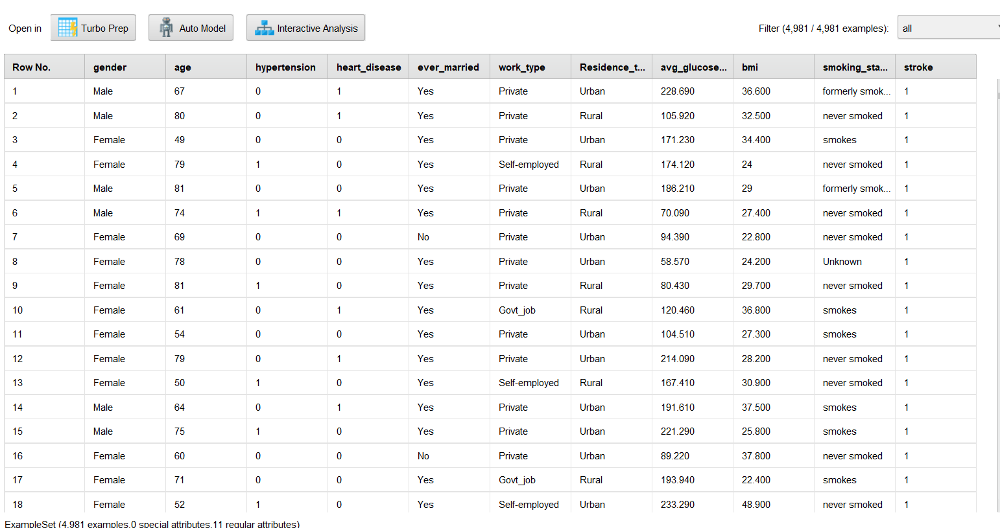 Open in Turbo Prep Auto Model Interactive Analysis Filter (4,981 / 4,981 examples): all
Row No. gender age hypertension heart_disease ever_married work_type Residence_t... avg_glucose... bmi smoking_sta... stroke
1 Male 67 0 1 Yes Private Urban 228.690 36.600 formerly smok... 1
2 Male 80 0 1 Yes Private Rural 105.920 32.500 never smoked 1
3 Female 49 0 0 Yes Private Urban 171.230 34.400 smokes 1
4 Female 79 1 0 Yes Self-employed Rural 174.120 24 never smoked 1
5 Male 81 0 0 Yes Private Urban 186.210 29 formerly smok... 1
6 Male 74 1 1 Yes Private Rural 70.090 27.400 never smoked 1
7 Female 69 0 0 No Private Urban 94.390 22.800 never smoked 1
8 Female 78 0 0 Yes Private Urban 58.570 24.200 Unknown 1
9 Female 81 1 0 Yes Private Rural 80.430 29.700 never smoked 1
10 Female 61 0 1 Yes Govt_job Rural 120.460 36.800 smokes 1
11 Female 54 0 0 Yes Private Urban 104.510 27.300 smokes 1
12 Female 79 0 1 Yes Private Urban 214.090 28.200 never smoked 1
13 Female 50 1 0 Yes Self-employed Rural 167.410 30.900 never smoked 1
14 Male 64 0 1 Yes Private Urban 191.610 37.500 smokes 1
15 Male 75 1 0 Yes Private Urban 221.290 25.800 smokes 1
16 Female 60 0 0 No Private Urban 89.220 37.800 never smoked 1
17 Female 71 0 0 Yes Govt_job Rural 193.940 22.400 smokes 1
18 Female 52 1 0 Yes Self-employed Urban 233.290 48.900 never smoked 1
ExampleSet (4,981 examples,0 special attributes,11 regular attributes)